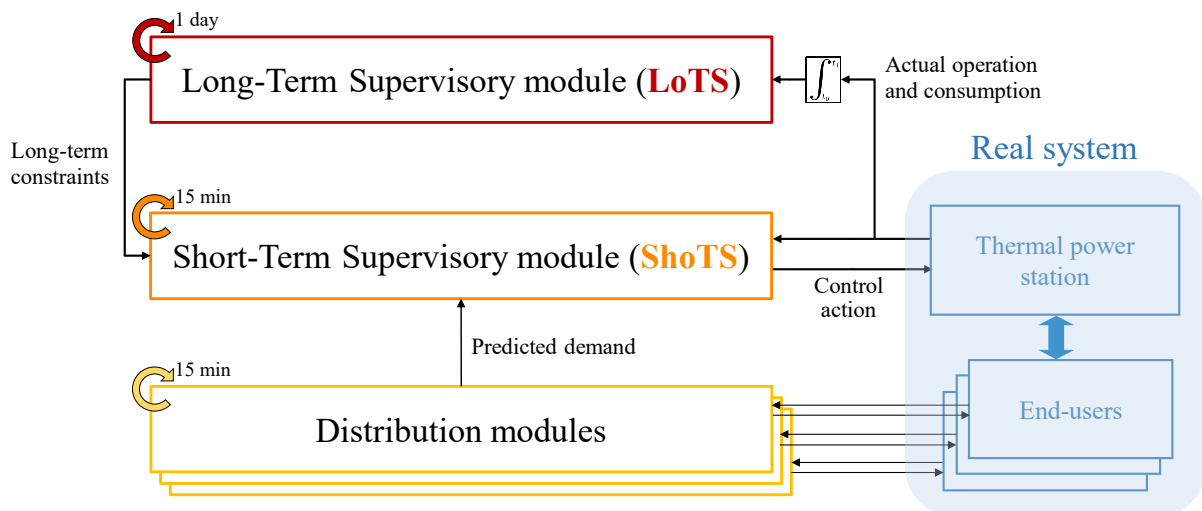 1 day
Long-Term Supervisory module (LoTS)
Actual operation
and consumption
Long-term
constraints
Real system
15 min
Short-Term Supervisory module (ShoTS)
Thermal power
station
Control
action
Predicted demand
15 min
Distribution modules
End-users